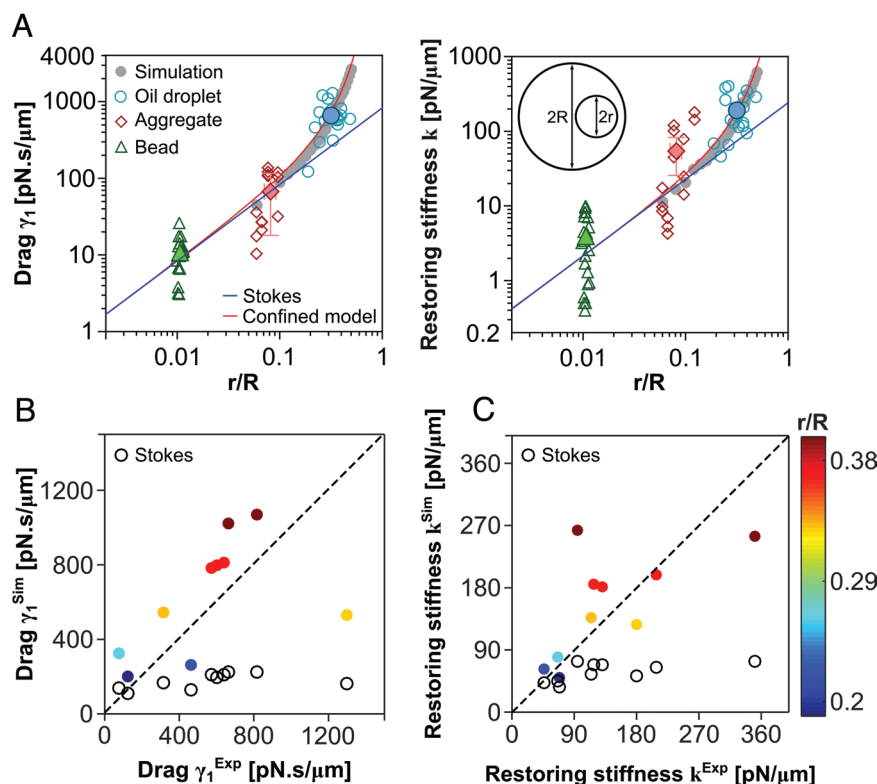 A
Drag γ₁ [pN.s/μm]
4000
1000
100
10
1
Simulation
Oil droplet
Aggregate
Bead
Stokes
Confined model
0.01
0.1
1
r/R
Restoring stiffness k [pN/μm]
1000
100
10
1
0.2
2R
2r
0.01
0.1
1
r/R
B
Drag γ₁ˢⁱᵐ [pN.s/μm]
Stokes
1200
800
400
0
0
400
800
1200
Drag γ₁ᴱˣᵖ [pN.s/μm]
C
Restoring stiffness kˢⁱᵐ [pN/μm]
Stokes
360
270
180
90
0
0
90
180
270
360
Restoring stiffness kᴱˣᵖ [pN/μm]
r/R
0.38
0.29
0.2